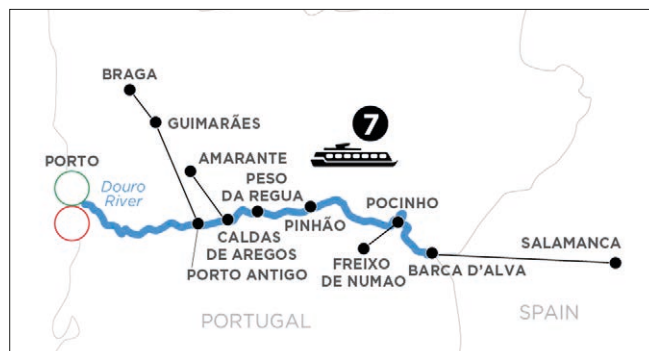 BRAGA
7
GUIMARÃES
AMARANTE
PORTO
PESO
DA REGUA
Douro
River
POCINHO
PINHÃO
CALDAS
DE AREGOS
SALAMANCA
FREIXO
DE NUMAO
BARCA D'ALVA
PORTO ANTIGO
PORTUGAL
SPAIN